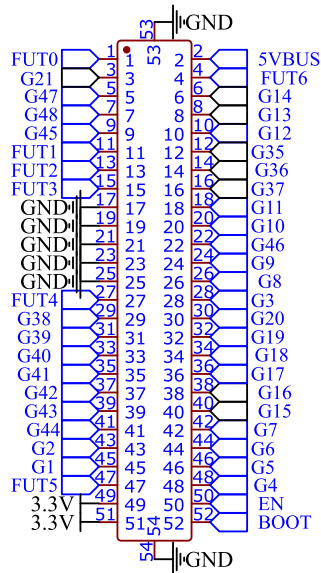 53 GND
53
FUT0 1 1 2 2 5VBUS
G21 3 3 4 4 FUT6
G47 5 5 6 6 G14
G48 7 7 8 8 G13
G45 9 9 10 10 G12
FUT1 11 11 12 12 G35
FUT2 13 13 14 14 G36
FUT3 15 15 16 16 G37
GND 17 17 18 18 G11
GND 19 19 20 20 G10
GND 21 21 22 22 G46
GND 23 23 24 24 G9
GND 25 25 26 26 G8
FUT4 27 27 28 28 G3
G38 29 29 30 30 G20
G39 31 31 32 32 G19
G40 33 33 34 34 G18
G41 35 35 36 36 G17
G42 37 37 38 38 G16
G43 39 39 40 40 G15
G44 41 41 42 42 G7
G2 43 43 44 44 G6
G1 45 45 46 46 G5
FUT5 47 47 48 48 G4
3.3V 49 49 50 50 EN
3.3V 51 51 54 52 52 BOOT
54 GND